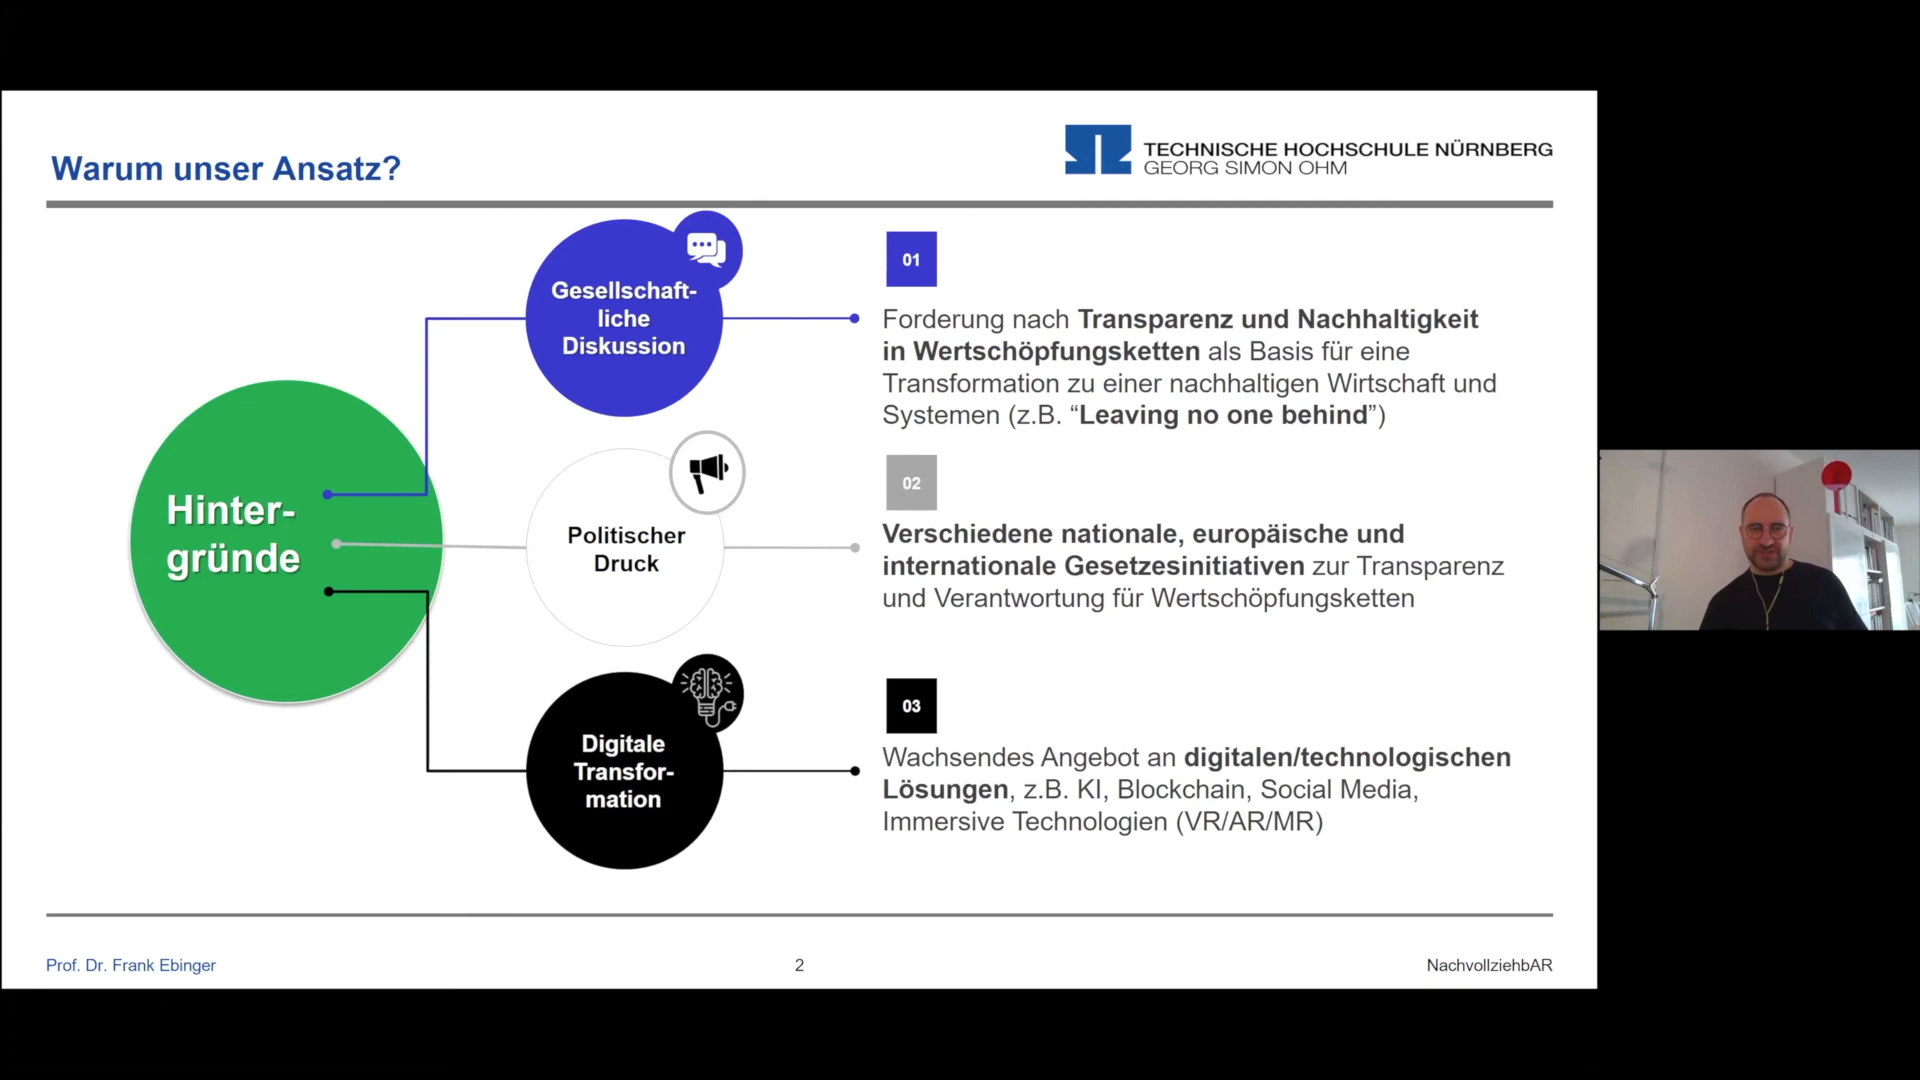 Warum unser Ansatz?
TECHNISCHE HOCHSCHULE NÜRNBERG
GEORG SIMON OHM
Hinter-
gründe
Gesellschaft-
liche
Diskussion
01
Forderung nach Transparenz und Nachhaltigkeit
in Wertschöpfungsketten als Basis für eine
Transformation zu einer nachhaltigen Wirtschaft und
Systemen (z.B. “Leaving no one behind”)
Politischer
Druck
02
Verschiedene nationale, europäische und
internationale Gesetzesinitiativen zur Transparenz
und Verantwortung für Wertschöpfungsketten
Digitale
Transfor-
mation
03
Wachsendes Angebot an digitalen/technologischen
Lösungen, z.B. KI, Blockchain, Social Media,
Immersive Technologien (VR/AR/MR)
Prof. Dr. Frank Ebinger
2
NachvollziehbAR